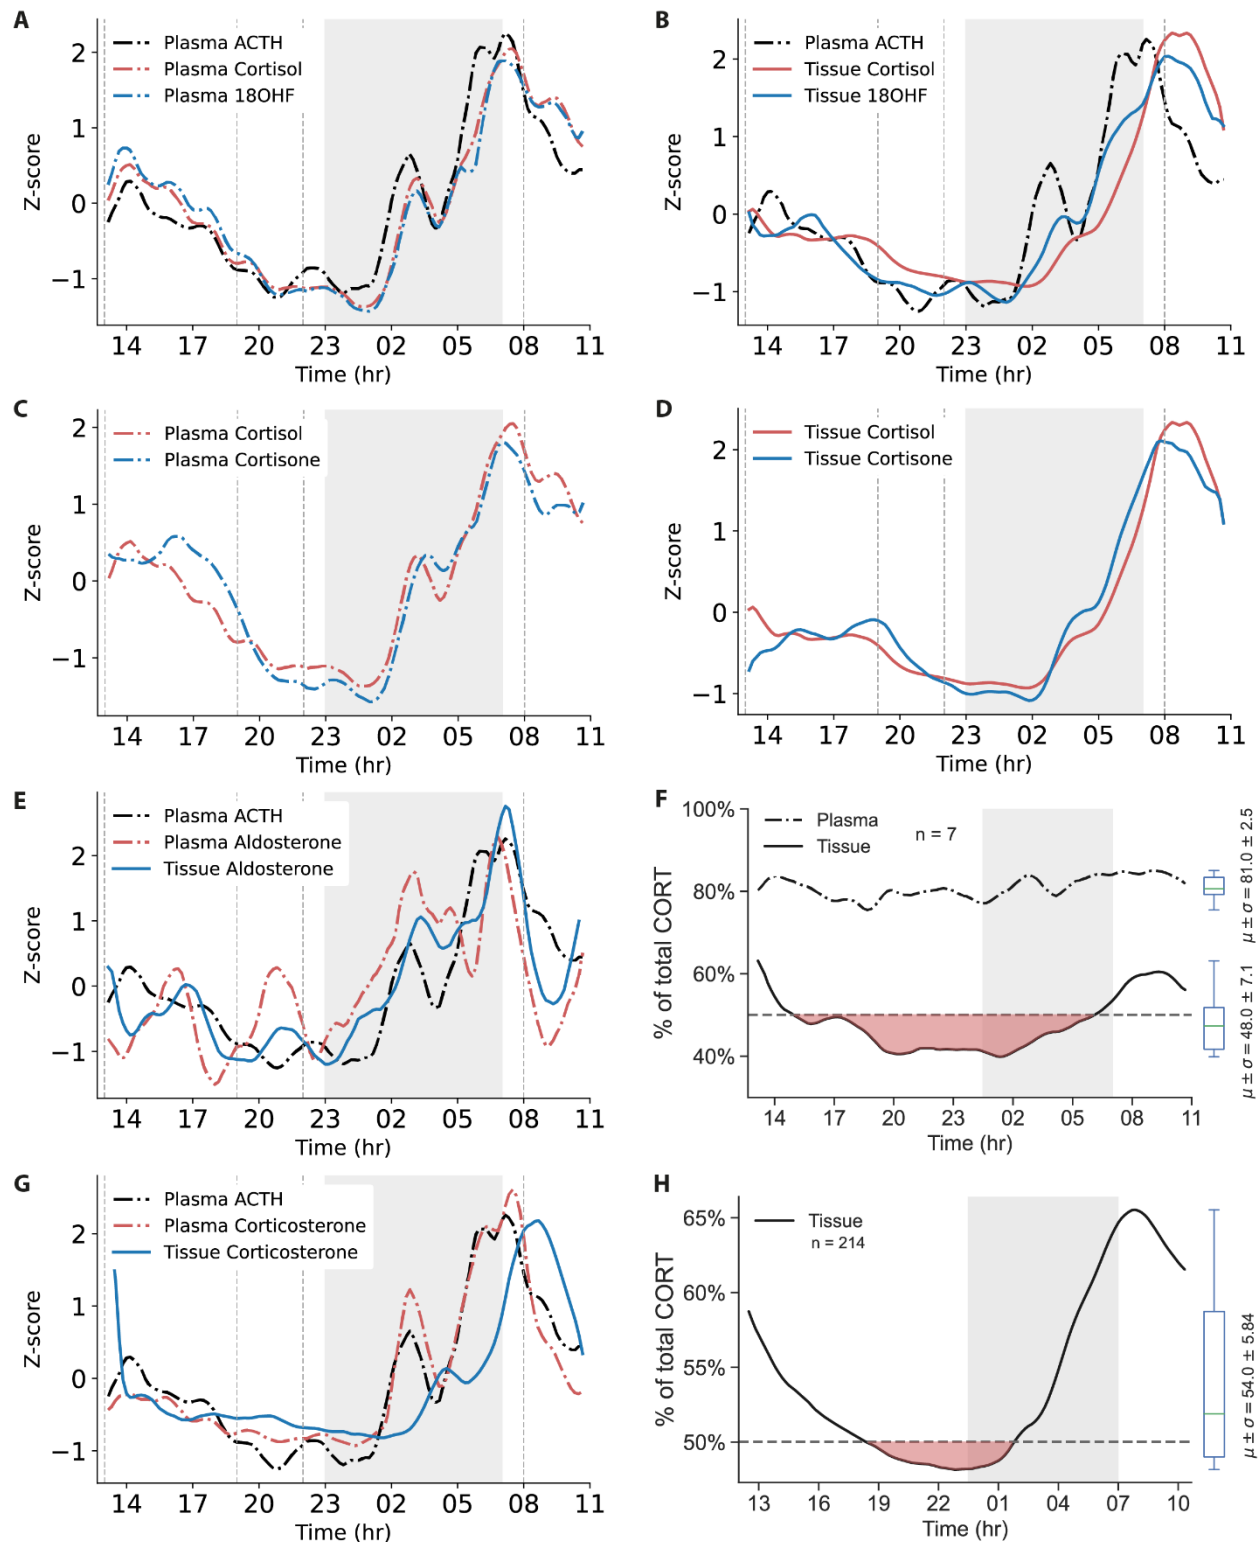 A
Plasma ACTH
Plasma Cortisol
Plasma 18OHF
Z-score
2
1
0
−1
14 17 20 23 02 05 08 11
Time (hr)
B
Plasma ACTH
Tissue Cortisol
Tissue 18OHF
Z-score
2
1
0
−1
14 17 20 23 02 05 08 11
Time (hr)
C
Plasma Cortisol
Plasma Cortisone
Z-score
2
1
0
−1
14 17 20 23 02 05 08 11
Time (hr)
D
Tissue Cortisol
Tissue Cortisone
Z-score
2
1
0
−1
14 17 20 23 02 05 08 11
Time (hr)
E
Plasma ACTH
Plasma Aldosterone
Tissue Aldosterone
Z-score
2
1
0
−1
14 17 20 23 02 05 08 11
Time (hr)
F
Plasma
Tissue
n = 7
% of total CORT
100%
80%
60%
40%
14 17 20 23 02 05 08 11
Time (hr)
μ ± σ = 81.0 ± 2.5
μ ± σ = 48.0 ± 7.1
G
Plasma ACTH
Plasma Corticosterone
Tissue Corticosterone
Z-score
2
1
0
−1
14 17 20 23 02 05 08 11
Time (hr)
H
Tissue
n = 214
% of total CORT
65%
60%
55%
50%
13 16 19 22 01 04 07 10
Time (hr)
μ ± σ = 54.0 ± 5.84